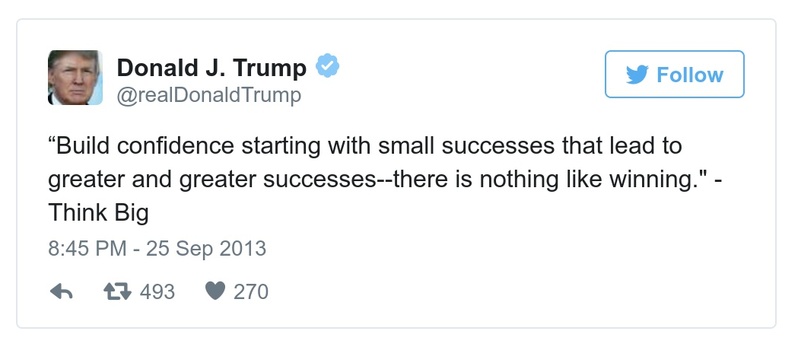 Donald J. Trump
@realDonaldTrump
Follow
“Build confidence starting with small successes that lead to
greater and greater successes--there is nothing like winning." -
Think Big
8:45 PM - 25 Sep 2013
493 270